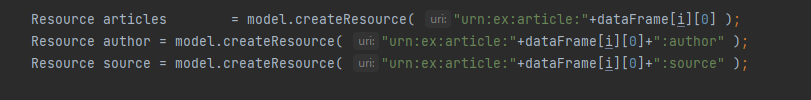 Resource articles        = model.createResource( uri: "urn:ex:article:"+dataFrame[i][0] );
Resource author = model.createResource( uri: "urn:ex:article:"+dataFrame[i][0]+":author" );
Resource source = model.createResource( uri: "urn:ex:article:"+dataFrame[i][0]+":source" );